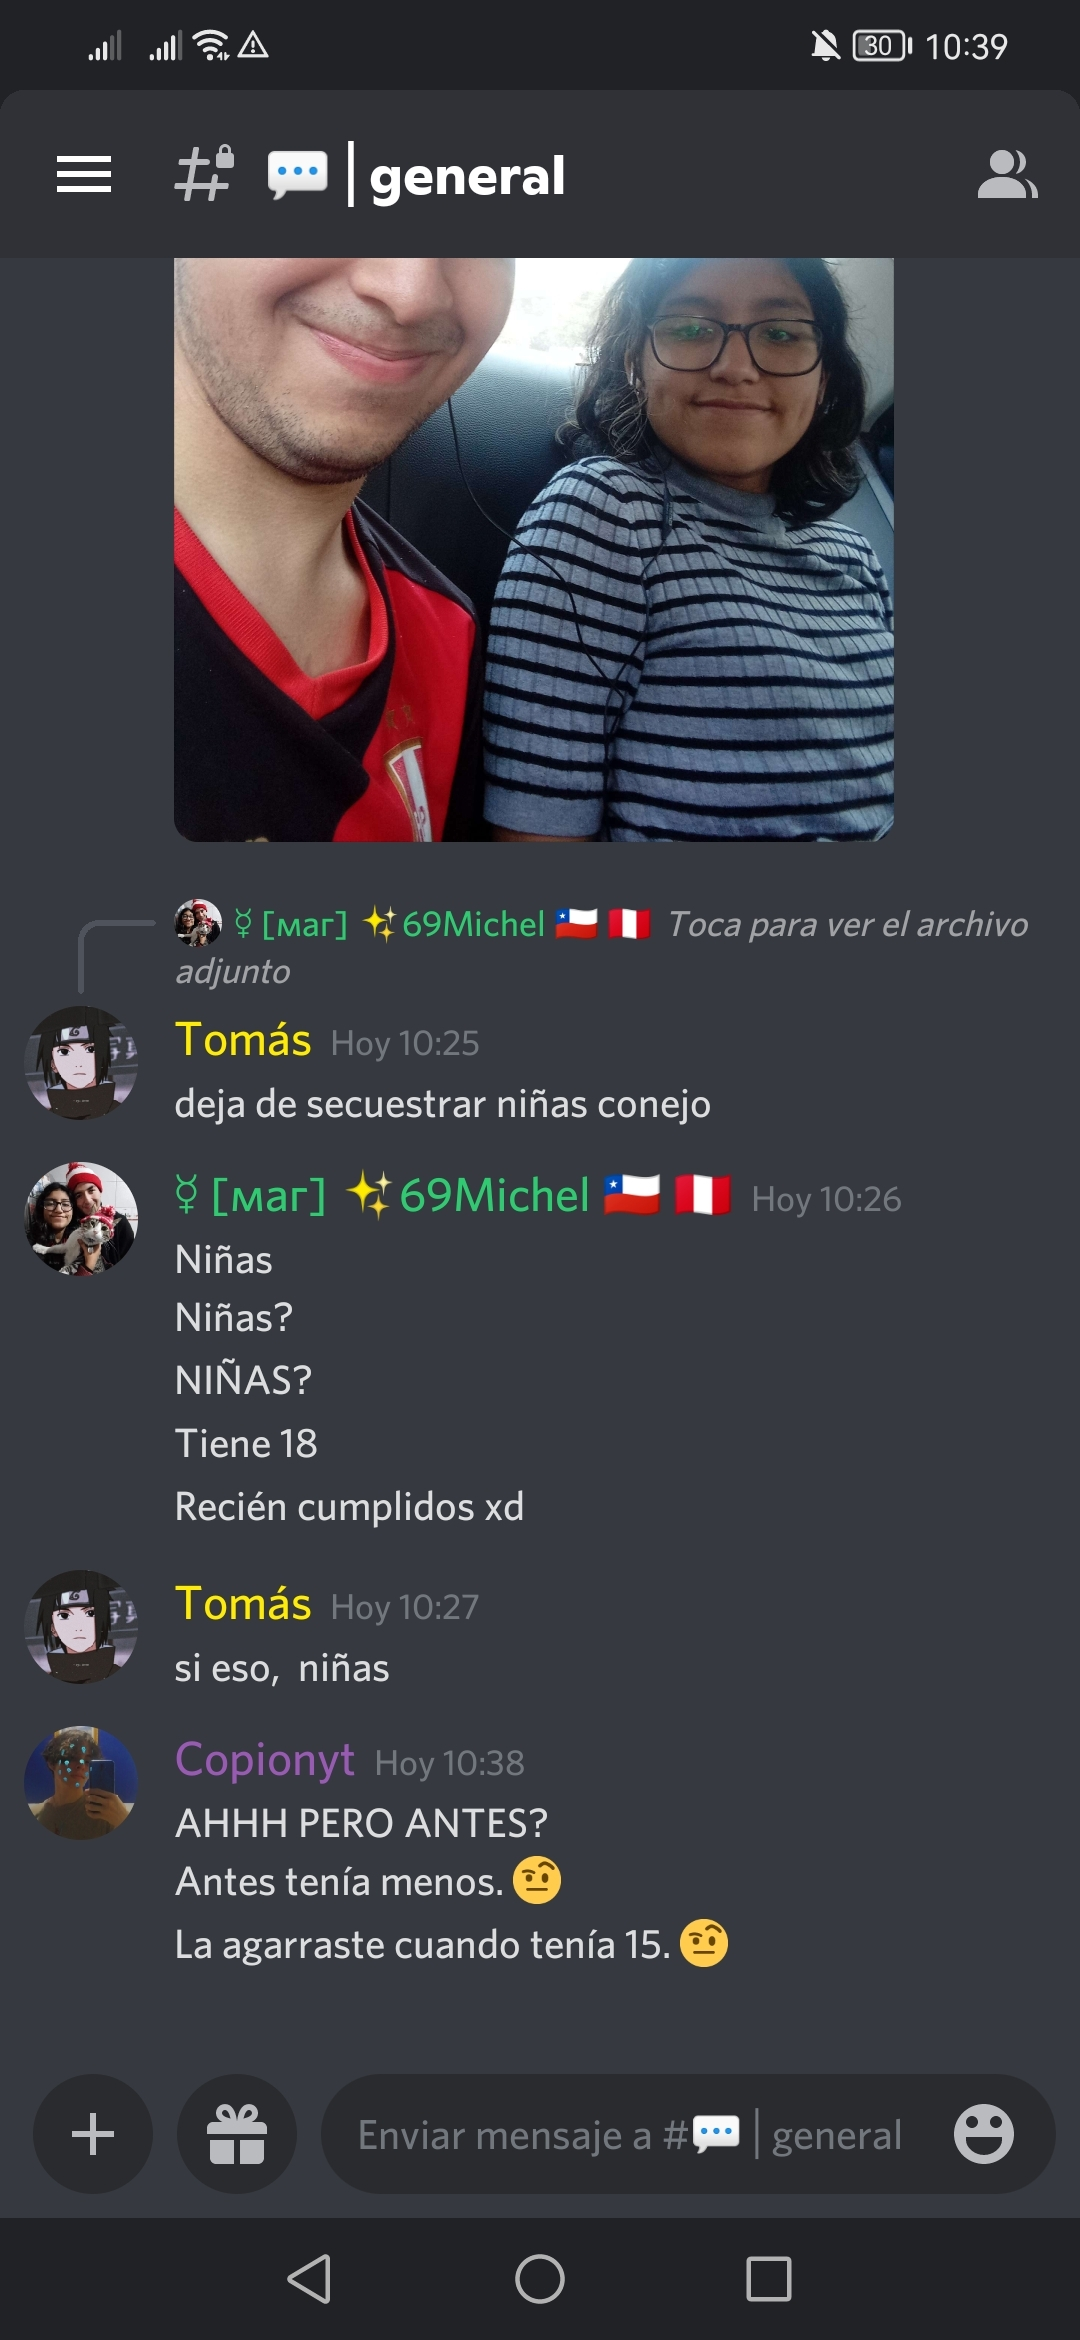 30 10:39
general
☿ [маг] ✨69Michel 🇨🇱 🇵🇪 Toca para ver el archivo
adjunto
Tomás Hoy 10:25
deja de secuestrar niñas conejo
☿ [маг] ✨69Michel 🇨🇱 🇵🇪 Hoy 10:26
Niñas
Niñas?
NIÑAS?
Tiene 18
Recién cumplidos xd
Tomás Hoy 10:27
si eso,  niñas
Copionyt Hoy 10:38
AHHH PERO ANTES?
Antes tenía menos. 🤨
La agarraste cuando tenía 15. 🤨
Enviar mensaje a #💬│general